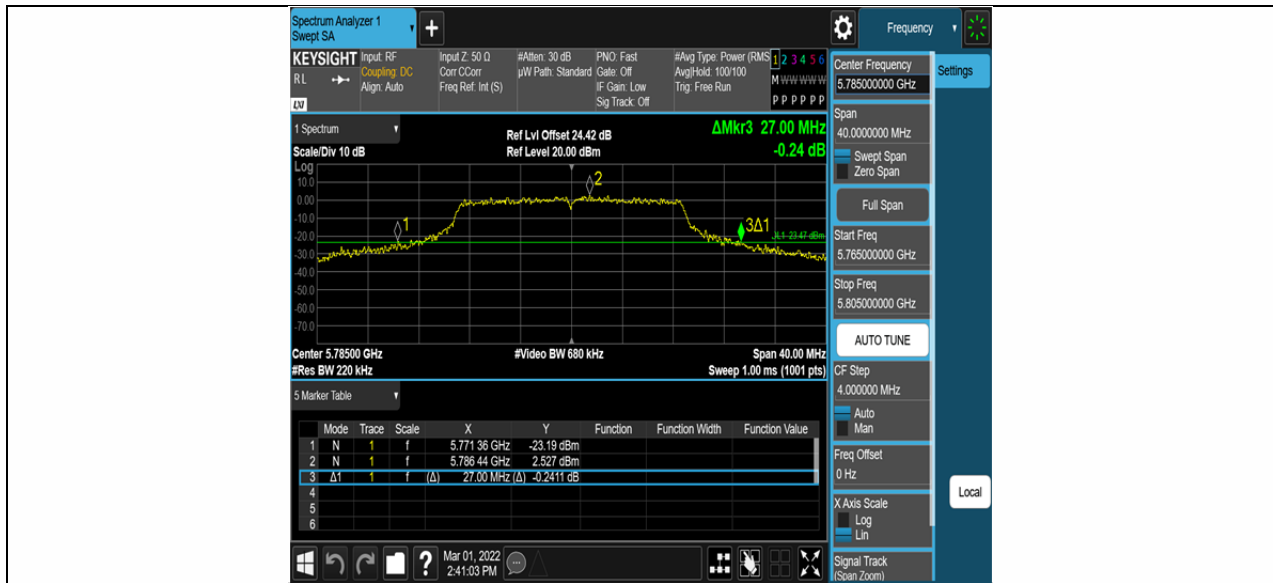 Spectrum Analyzer 1
Swept SA
+
Frequency
KEYSIGHT
RL
LXI
Input: RF
Coupling: DC
Align: Auto
Input Z: 50 Ω
Corr CCorr
Freq Ref: Int (S)
#Atten: 30 dB
µW Path: Standard
PNO: Fast
Gate: Off
IF Gain: Low
Sig Track: Off
#Avg Type: Power (RMS
Avg|Hold: 100/100
Trig: Free Run
1 2 3 4 5 6
M W W W W W
P P P P P P
1 Spectrum
Scale/Div 10 dB
Ref Lvl Offset 24.42 dB
Ref Level 20.00 dBm
ΔMkr3 27.00 MHz
-0.24 dB
Log
10.0
0.00
-10.0
-20.0
-30.0
-40.0
-50.0
-60.0
-70.0
1
2
3Δ1
DL1 -23.47 dBm
Center 5.78500 GHz
#Video BW 680 kHz
Span 40.00 MHz
#Res BW 220 kHz
Sweep 1.00 ms (1001 pts)
5 Marker Table
Mode Trace Scale X Y Function Function Width Function Value
1 N 1 f 5.771 36 GHz -23.19 dBm
2 N 1 f 5.786 44 GHz 2.527 dBm
3 Δ1 1 f (Δ) 27.00 MHz (Δ) -0.2411 dB
4
5
6
?
Mar 01, 2022
2:41:03 PM
Center Frequency
5.785000000 GHz
Settings
Span
40.0000000 MHz
Swept Span
Zero Span
Full Span
Start Freq
5.765000000 GHz
Stop Freq
5.805000000 GHz
AUTO TUNE
CF Step
4.000000 MHz
Auto
Man
Freq Offset
0 Hz
Local
X Axis Scale
Log
Lin
Signal Track
(Span Zoom)